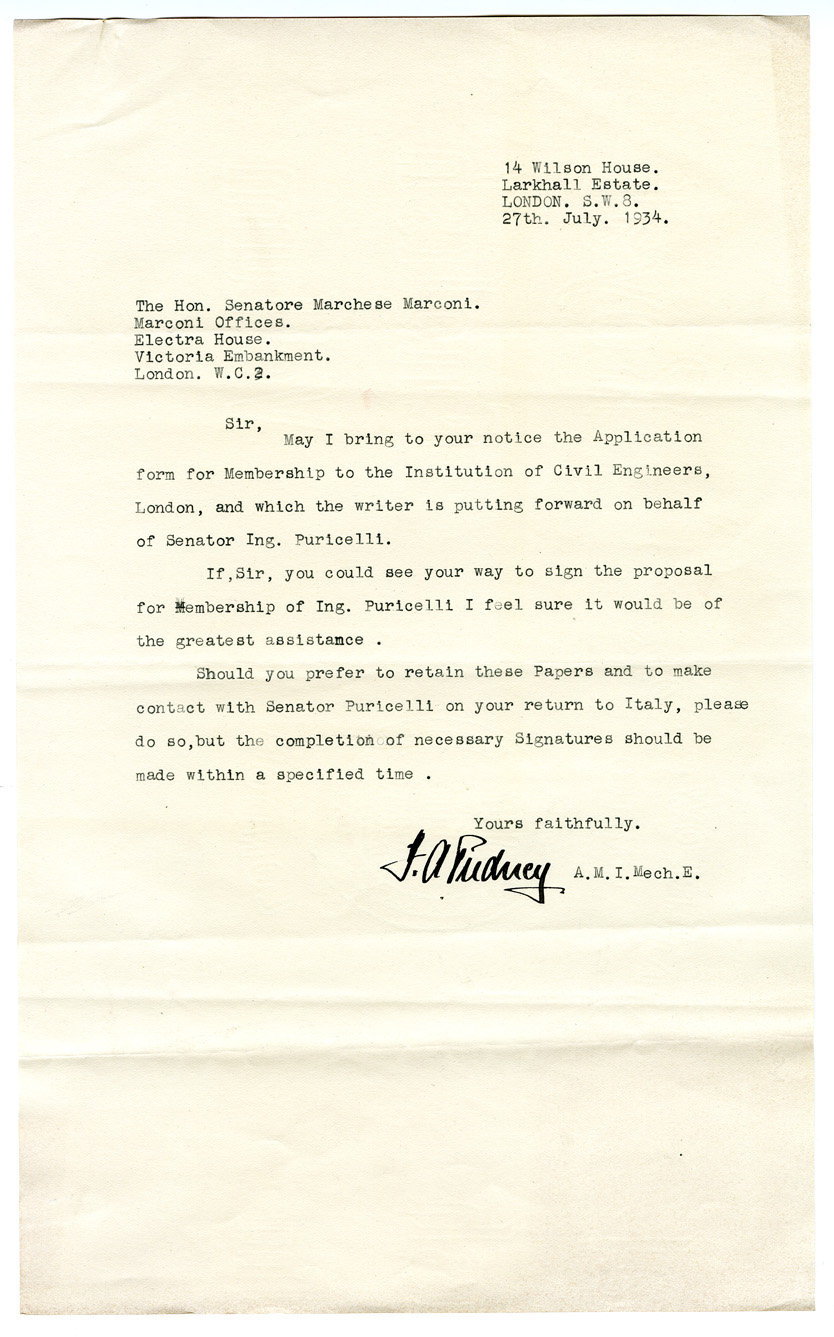 14 Wilson House.
Larkhall Estate.
LONDON. S.W.8.
27th. July. 1934.
The Hon. Senatore Marchese Marconi.
Marconi Offices.
Electra House.
Victoria Embankment.
London. W.C.2.
Sir,
May I bring to your notice the Application
form for Membership to the Institution of Civil Engineers,
London, and which the writer is putting forward on behalf
of Senator Ing. Puricelli.
If,Sir, you could see your way to sign the proposal
for Membership of Ing. Puricelli I feel sure it would be of
the greatest assistance .
Should you prefer to retain these Papers and to make
contact with Senator Puricelli on your return to Italy, please
do so,but the completion of necessary Signatures should be
made within a specified time .
Yours faithfully.
F. A Pudney A.M.I.Mech.E.